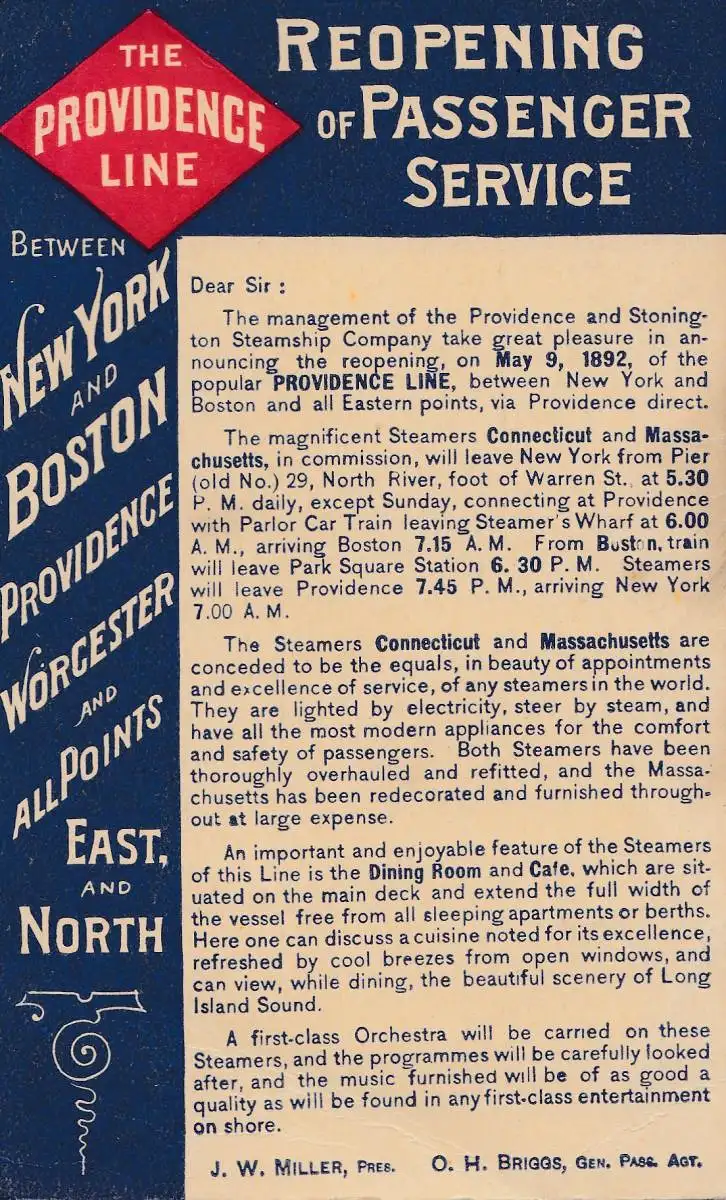 THE
PROVIDENCE
LINE
REOPENING
OF PASSENGER
SERVICE
BETWEEN
NEW YORK
AND
BOSTON
PROVIDENCE
WORCESTER
AND
ALL POINTS
EAST,
AND
NORTH
Dear Sir :
The management of the Providence and Stoning-
ton Steamship Company take great pleasure in an-
nouncing the reopening, on May 9, 1892, of the
popular PROVIDENCE LINE, between New York and
Boston and all Eastern points, via Providence direct.
The magnificent Steamers Connecticut and Massa-
chusetts, in commission, will leave New York from Pier
(old No.) 29, North River, foot of Warren St., at 5.30
P. M. daily, except Sunday, connecting at Providence
with Parlor Car Train leaving Steamer's Wharf at 6.00
A. M., arriving Boston 7.15 A. M. From Boston, train
will leave Park Square Station 6. 30 P. M. Steamers
will leave Providence 7.45 P. M., arriving New York
7.00 A. M.
The Steamers Connecticut and Massachusetts are
conceded to be the equals, in beauty of appointments
and excellence of service, of any steamers in the world.
They are lighted by electricity, steer by steam, and
have all the most modern appliances for the comfort
and safety of passengers. Both Steamers have been
thoroughly overhauled and refitted, and the Massa-
chusetts has been redecorated and furnished through-
out at large expense.
An important and enjoyable feature of the Steamers
of this Line is the Dining Room and Cafe, which are sit-
uated on the main deck and extend the full width of
the vessel free from all sleeping apartments or berths.
Here one can discuss a cuisine noted for its excellence,
refreshed by cool breezes from open windows, and
can view, while dining, the beautiful scenery of Long
Island Sound.
A first-class Orchestra will be carried on these
Steamers, and the programmes will be carefully looked
after, and the music furnished will be of as good a
quality as will be found in any first-class entertainment
on shore.
J. W. MILLER, PRES. O. H. BRIGGS, GEN. PASS. AGT.